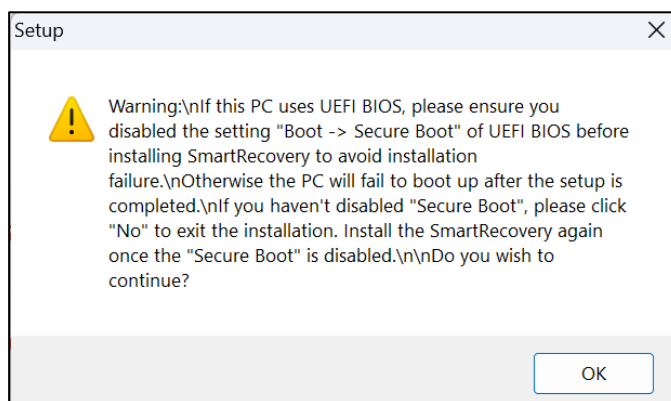 Setup
Warning:\nIf this PC uses UEFI BIOS, please ensure you
disabled the setting "Boot -> Secure Boot" of UEFI BIOS before
installing SmartRecovery to avoid installation
failure.\nOtherwise the PC will fail to boot up after the setup is
completed.\nIf you haven't disabled "Secure Boot", please click
"No" to exit the installation. Install the SmartRecovery again
once the "Secure Boot" is disabled.\n\nDo you wish to
continue?
OK